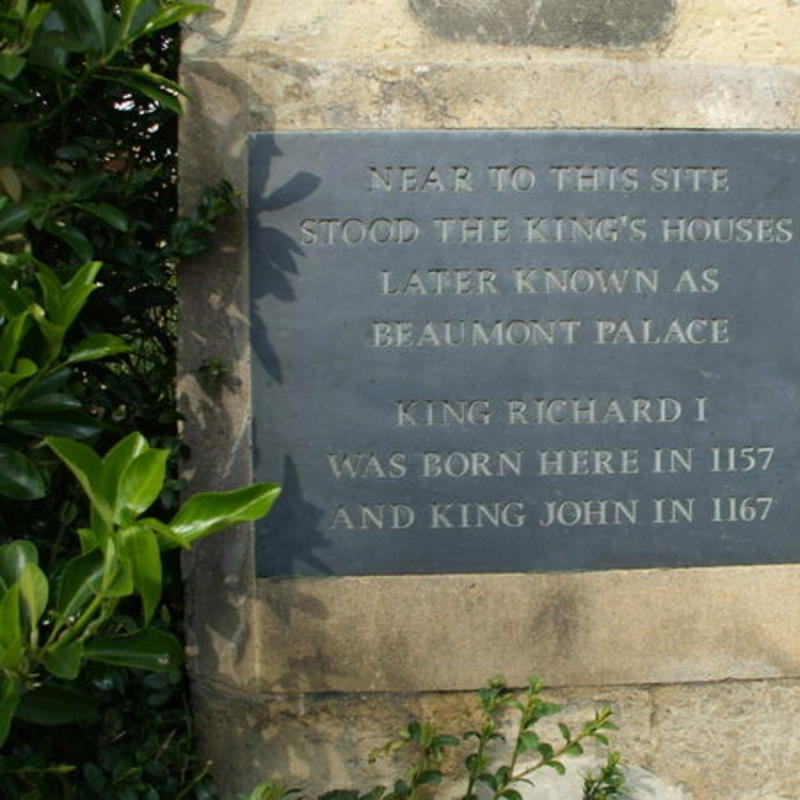 NEAR TO THIS SITE
STOOD THE KING'S HOUSES
LATER KNOWN AS
BEAUMONT PALACE
KING RICHARD I
WAS BORN HERE IN 1157
AND KING JOHN IN 1167